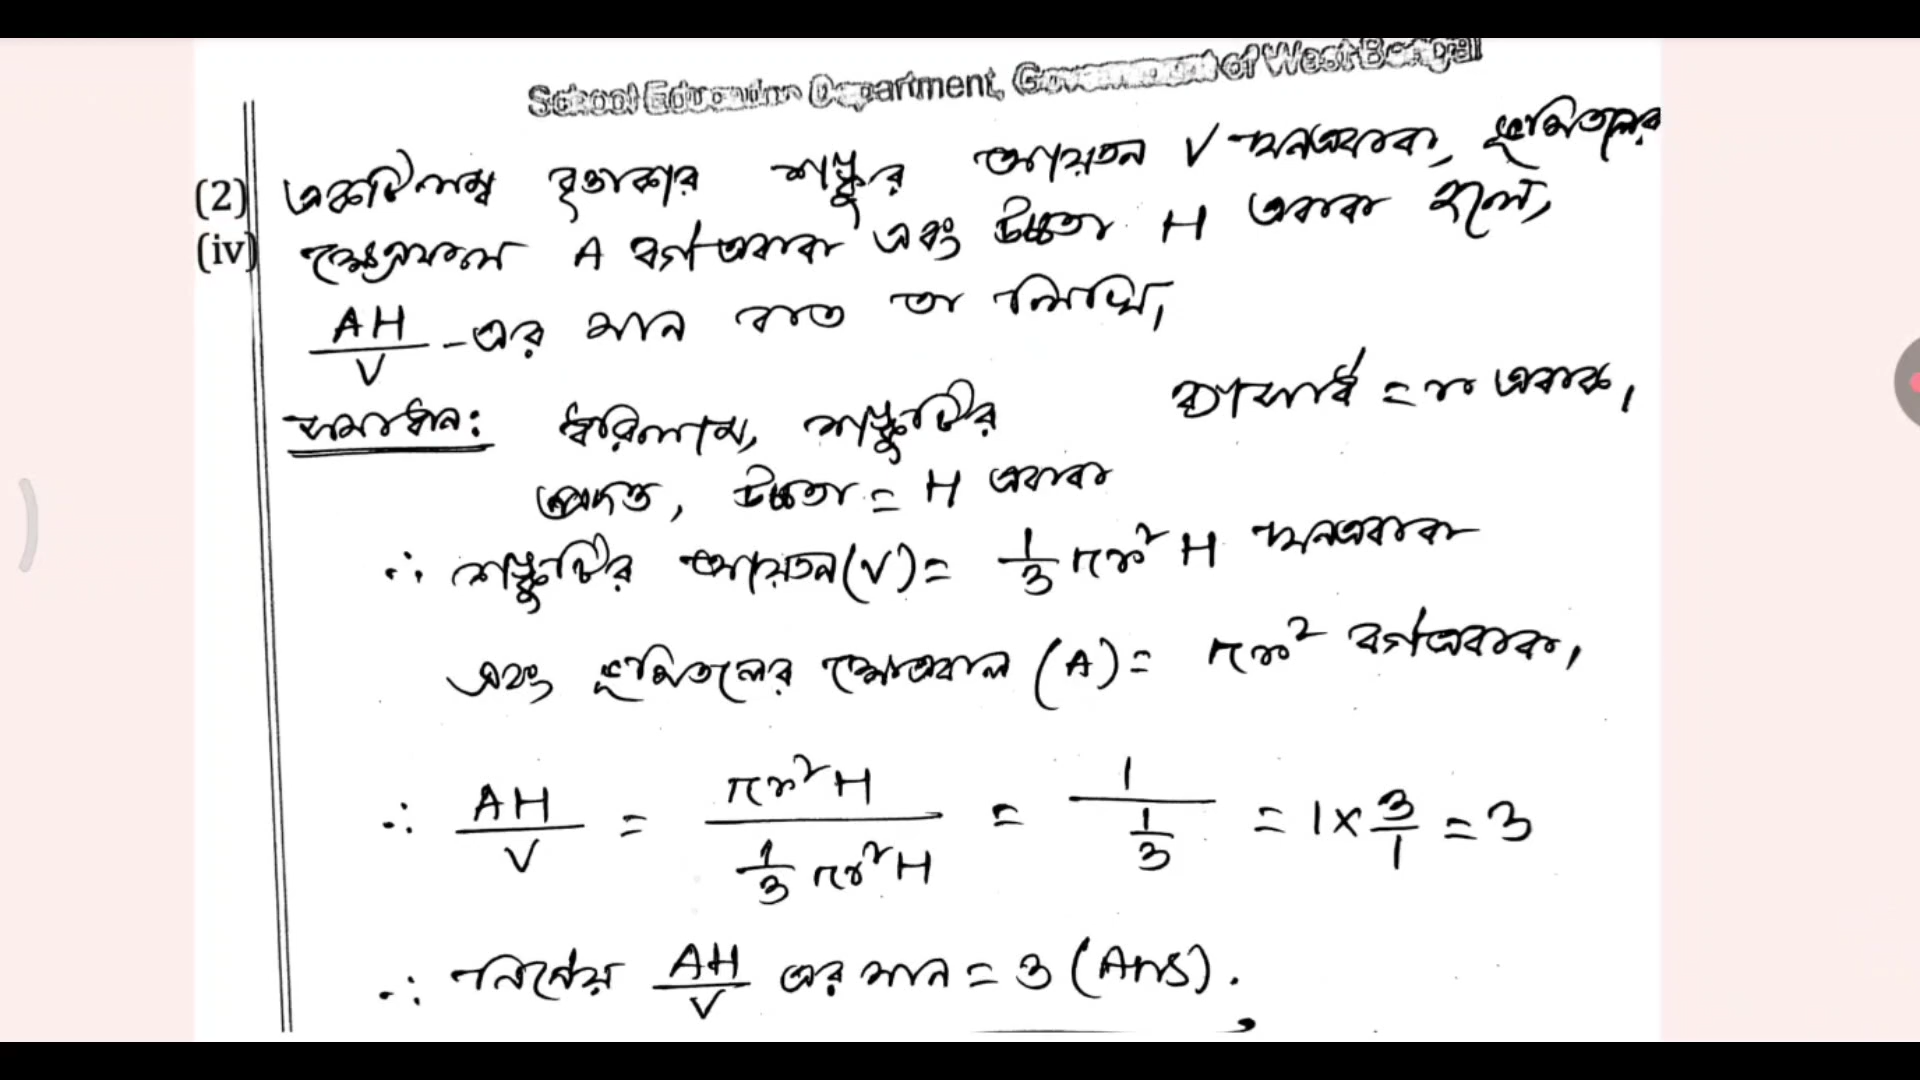 School Education Department, Government of West Bengal
(2) একটি লম্ব বৃত্তাকার শঙ্কুর আয়তন V ঘনএকক, ভূমিতলের
(iv) ক্ষেত্রফল A বর্গএকক এবং উচ্চতা H একক হলে,
AH/V -এর মান কত তা লিখি।
সমাধান: ধরিলাম, শঙ্কুটির ব্যাসার্ধ = r একক।
প্রদত্ত, উচ্চতা = H একক
∴ শঙ্কুটির আয়তন (V) = 1/3 πr² H ঘনএকক
এবং ভূমিতলের ক্ষেত্রফল (A) = πr² বর্গএকক।
∴ AH/V = πr²H / (1/3 πr²H) = 1 / (1/3) = 1 × 3/1 = 3
∴ নির্ণেয় AH/V এর মান = 3 (Ans).